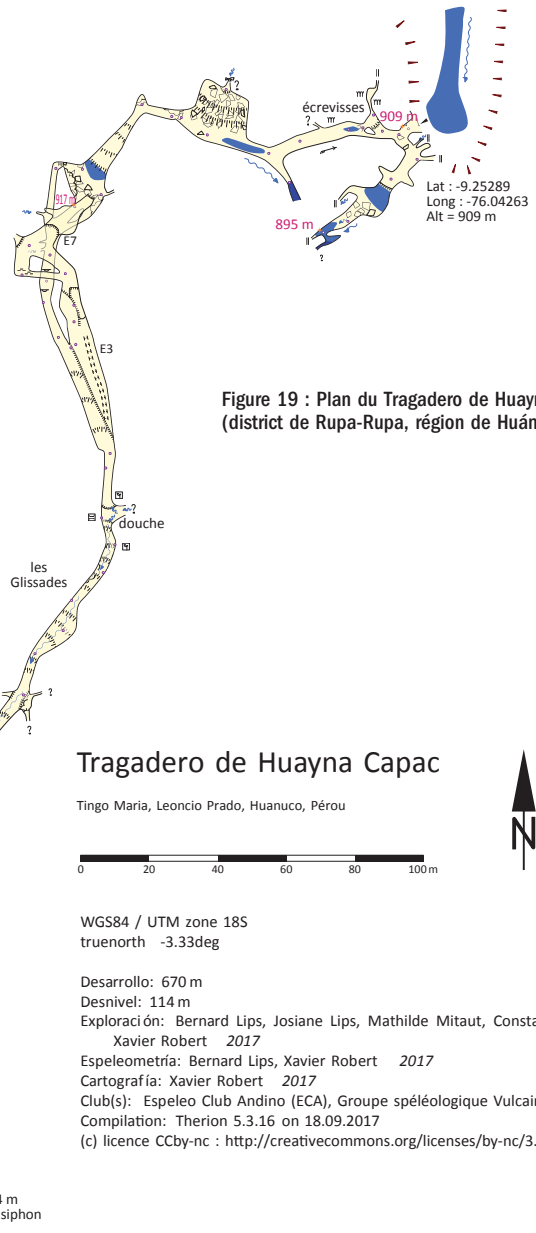 écrevisses
?
?
909 m
Lat : -9.25289
Long : -76.04263
Alt = 909 m
917 m
895 m
?
E7
E3
Figure 19 : Plan du Tragadero de Huayn
(district de Rupa-Rupa, région de Huán
?
douche
les
Glissades
?
?
Tragadero de Huayna Capac
Tingo Maria, Leoncio Prado, Huanuco, Pérou
N
0 20 40 60 80 100 m
WGS84 / UTM zone 18S
truenorth -3.33deg
Desarrollo: 670 m
Desnivel: 114 m
Exploración: Bernard Lips, Josiane Lips, Mathilde Mitaut, Consta
Xavier Robert 2017
Espeleometría: Bernard Lips, Xavier Robert 2017
Cartografía: Xavier Robert 2017
Club(s): Espeleo Club Andino (ECA), Groupe spéléologique Vulcair
Compilation: Therion 5.3.16 on 18.09.2017
(c) licence CCby-nc : http://creativecommons.org/licenses/by-nc/3.
4 m
siphon